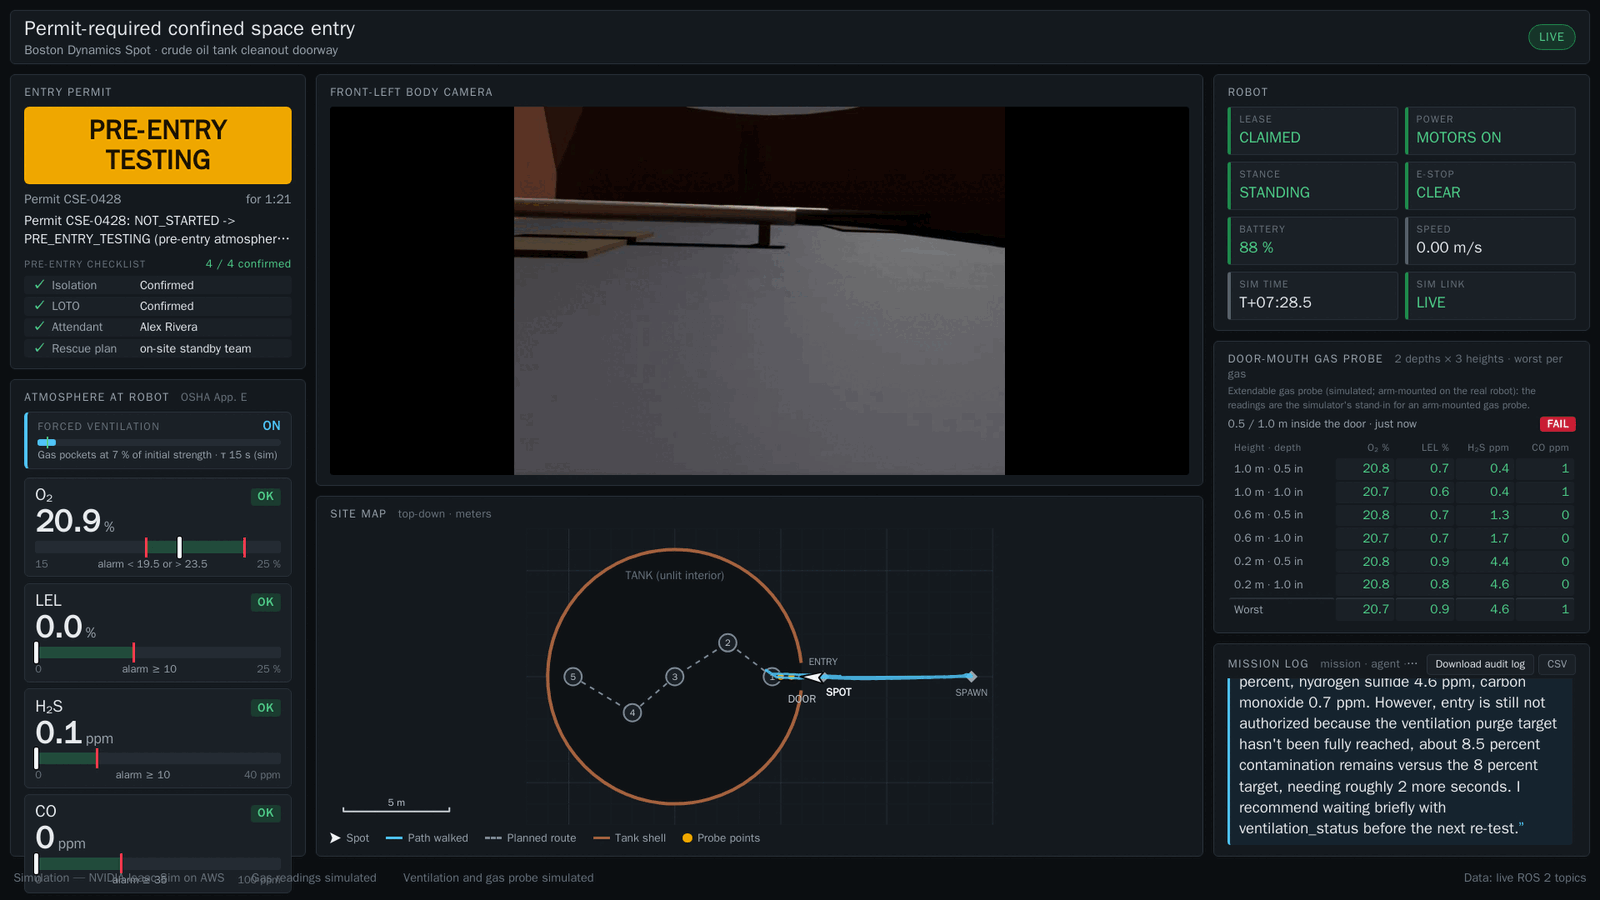 Permit-required confined space entry
Boston Dynamics Spot · crude oil tank cleanout doorway
LIVE
ENTRY PERMIT
PRE-ENTRY
TESTING
Permit CSE-0428
for 1:21
Permit CSE-0428: NOT_STARTED ->
PRE_ENTRY_TESTING (pre-entry atmospher···
PRE-ENTRY CHECKLIST
4 / 4 confirmed
✓ Isolation Confirmed
✓ LOTO Confirmed
✓ Attendant Alex Rivera
✓ Rescue plan on-site standby team
ATMOSPHERE AT ROBOT OSHA App. E
FORCED VENTILATION ON
Gas pockets at 7 % of initial strength · τ 15 s (sim)
O₂ OK
20.9 %
15 alarm < 19.5 or > 23.5 25 %
LEL OK
0.0 %
0 alarm ≥ 10 25 %
H₂S OK
0.1 ppm
0 alarm ≥ 10 40 ppm
CO OK
0 ppm
0 alarm ≥ 35 100 ppm
FRONT-LEFT BODY CAMERA
SITE MAP top-down · meters
TANK (unlit interior)
2
ENTRY
5
3
1
SPOT
SPAWN
DOOR
4
5 m
Spot
Path walked
Planned route
Tank shell
Probe points
ROBOT
LEASE
CLAIMED
POWER
MOTORS ON
STANCE
STANDING
E-STOP
CLEAR
BATTERY
88 %
SPEED
0.00 m/s
SIM TIME
T+07:28.5
SIM LINK
LIVE
DOOR-MOUTH GAS PROBE 2 depths × 3 heights · worst per
gas
Extendable gas probe (simulated; arm-mounted on the real robot): the
readings are the simulator's stand-in for an arm-mounted gas probe.
0.5 / 1.0 m inside the door · just now FAIL
Height · depth O₂ % LEL % H₂S ppm CO ppm
1.0 m · 0.5 in 20.8 0.7 0.4 1
1.0 m · 1.0 in 20.7 0.6 0.4 1
0.6 m · 0.5 in 20.8 0.7 1.3 0
0.6 m · 1.0 in 20.7 0.7 1.7 0
0.2 m · 0.5 in 20.8 0.9 4.4 0
0.2 m · 1.0 in 20.8 0.8 4.6 0
Worst 20.7 0.9 4.6 1
MISSION LOG mission · agent ··· Download audit log CSV
percent, hydrogen sulfide 4.6 ppm, carbon
monoxide 0.7 ppm. However, entry is still not
authorized because the ventilation purge target
hasn't been fully reached, about 8.5 percent
contamination remains versus the 8 percent
target, needing roughly 2 more seconds. I
recommend waiting briefly with
ventilation_status before the next re-test."
Simulation — NVIDIA Isaac Sim on AWS
Gas readings simulated
Ventilation and gas probe simulated
Data: live ROS 2 topics